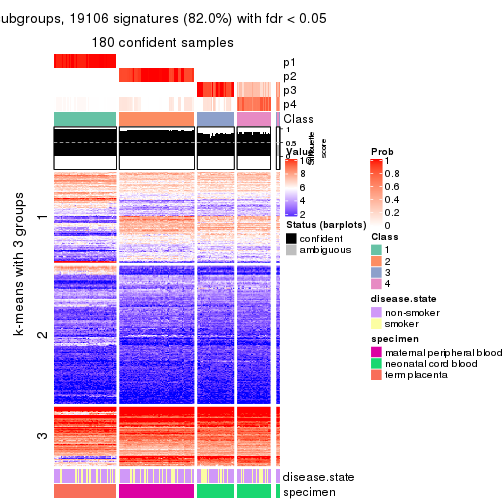 ubgroups, 19106 signatures (82.0%) with fdr < 0.05
180 confident samples
p1
p2
p3
p4
Class
1
0.5
0
Silhouette
score
k-means with 3 groups
1
2
3
disease.state
specimen
Value
10
8
6
4
2
Status (barplots)
confident
ambiguous
Prob
1
0.8
0.6
0.4
0.2
0
Class
1
2
3
4
disease.state
non-smoker
smoker
specimen
maternal peripheral blood
neonatal cord blood
term placenta